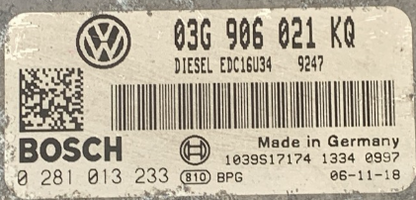 03G 906 021 KQ
DIESEL EDC16U34 9247
BOSCH
Made in Germany
1039S17174 1334 0997
0 281 013 233 810 BPG 06-11-18